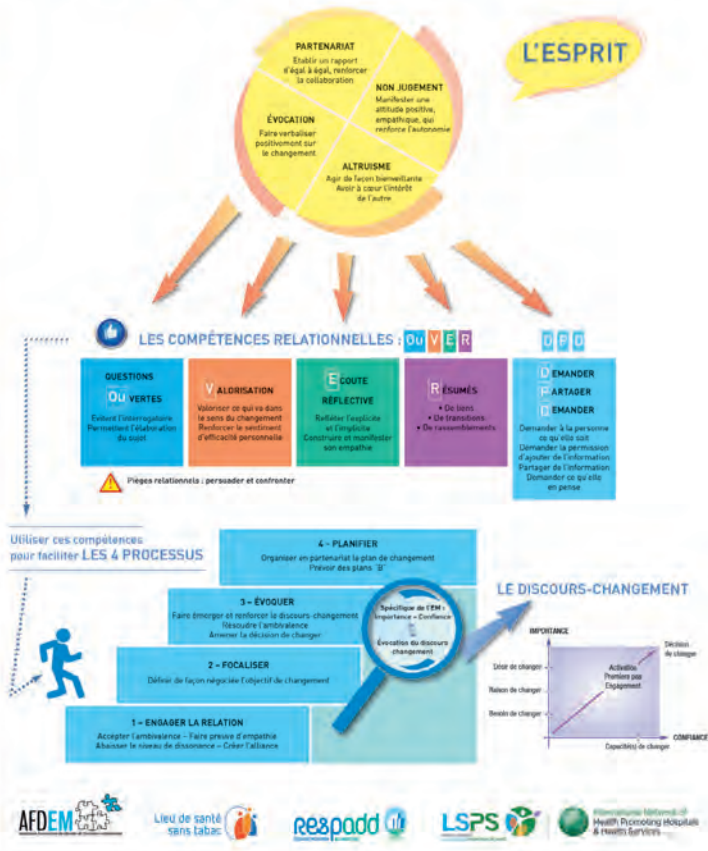 L'ESPRIT
PARTENARIAT
Etablir un rapport
d'égal à égal, renforcer
la collaboration
NON JUGEMENT
Manifester une
attitude positive,
empathique, qui
renforce l'autonomie
ÉVOCATION
Faire verbaliser
positivement sur
le changement
ALTRUISME
Agir de façon bienveillante
Avoir à cœur l'intérêt
de l'autre
LES COMPÉTENCES RELATIONNELLES : OU V E R
D P D
QUESTIONS
OUVERTES
Evitent l'interrogatoire
Permettent l'élaboration
du sujet
VALORISATION
Valoriser ce qui va dans
le sens du changement
Renforcer le sentiment
d'efficacité personnelle
ECOUTE
RÉFLECTIVE
Refléter l'explicite
et l'implicite
Construire et manifester
son empathie
RÉSUMÉS
• De liens
• De transitions
• De rassemblements
DEMANDER
PARTAGER
DEMANDER
Demander à la personne
ce qu'elle sait
Demander la permission
d'ajouter de l'information
Partager de l'information
Demander ce qu'elle
en pense
Pièges relationnels : persuader et confronter
Utiliser ces compétences
pour faciliter LES 4 PROCESSUS
4 – PLANIFIER
Organiser en partenariat le plan de changement
Prévoir des plans "B"
3 – ÉVOQUER
Faire émerger et renforcer le discours-changement
Résoudre l'ambivalence
Amener la décision de changer
2 – FOCALISER
Définir de façon négociée l'objectif de changement
1 – ENGAGER LA RELATION
Accepter l'ambivalence – Faire preuve d'empathie
Abaisser le niveau de dissonance – Créer l'alliance
Spécifique de l'EM :
Importance – Confiance
Évocation du discours
changement
LE DISCOURS-CHANGEMENT
IMPORTANCE
Décision
de changer
Désir de changer
Activation
Premiers pas
Engagement
Raison de changer
Besoin de changer
CONFIANCE
Capacité(s) de changer
AFDEM
Lieu de santé
sans tabac
respadd
LSPS
International Network of
Health Promoting Hospitals
& Health Services